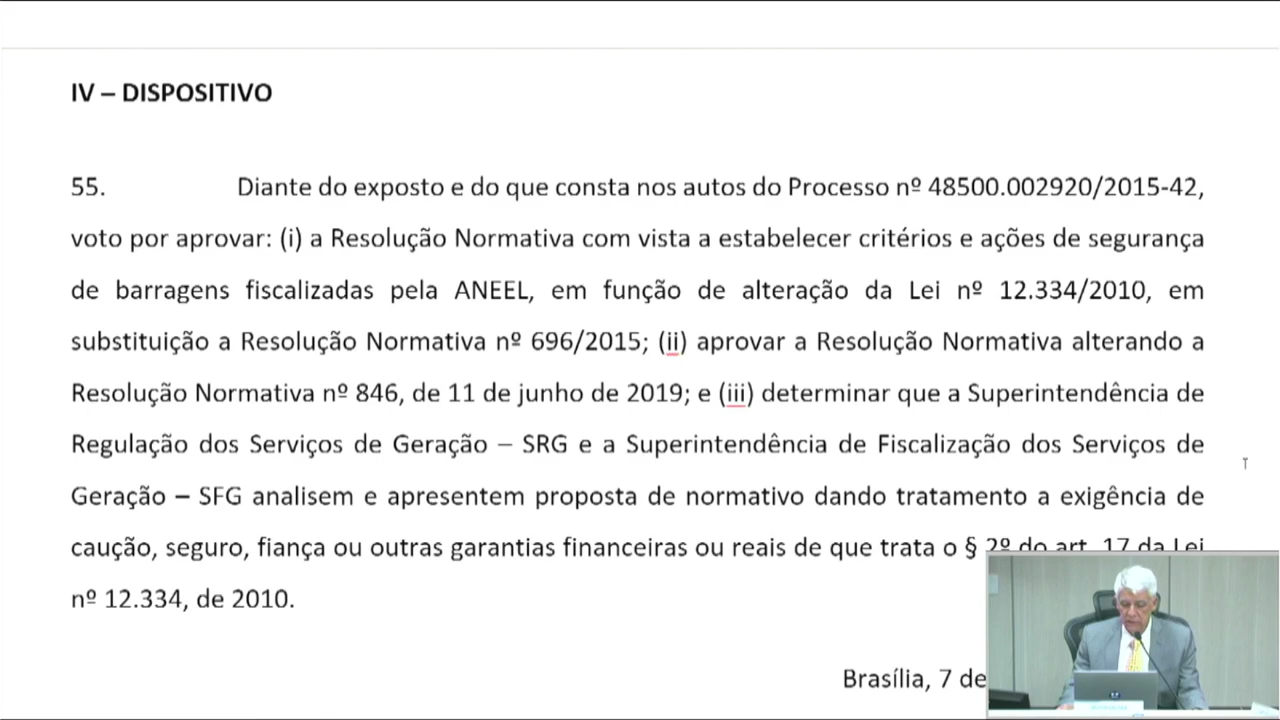 IV – DISPOSITIVO
55. Diante do exposto e do que consta nos autos do Processo nº 48500.002920/2015-42,
voto por aprovar: (i) a Resolução Normativa com vista a estabelecer critérios e ações de segurança
de barragens fiscalizadas pela ANEEL, em função de alteração da Lei nº 12.334/2010, em
substituição a Resolução Normativa nº 696/2015; (ii) aprovar a Resolução Normativa alterando a
Resolução Normativa nº 846, de 11 de junho de 2019; e (iii) determinar que a Superintendência de
Regulação dos Serviços de Geração – SRG e a Superintendência de Fiscalização dos Serviços de
Geração – SFG analisem e apresentem proposta de normativo dando tratamento a exigência de
caução, seguro, fiança ou outras garantias financeiras ou reais de que trata o § 2º do art. 17 da Lei
nº 12.334, de 2010.
Brasília, 7 de